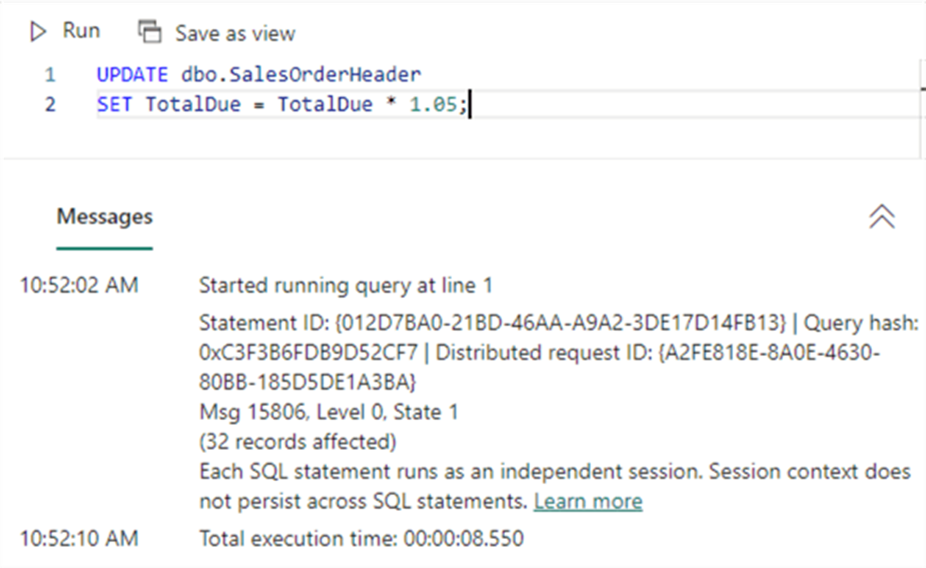 Run Save as view
1 UPDATE dbo.SalesOrderHeader
2 SET TotalDue = TotalDue * 1.05;
Messages
10:52:02 AM Started running query at line 1
Statement ID: {012D7BA0-21BD-46AA-A9A2-3DE17D14FB13} | Query hash:
0xC3F3B6FDB9D52CF7 | Distributed request ID: {A2FE818E-8A0E-4630-
80BB-185D5DE1A3BA}
Msg 15806, Level 0, State 1
(32 records affected)
Each SQL statement runs as an independent session. Session context does
not persist across SQL statements. Learn more
10:52:10 AM Total execution time: 00:00:08.550